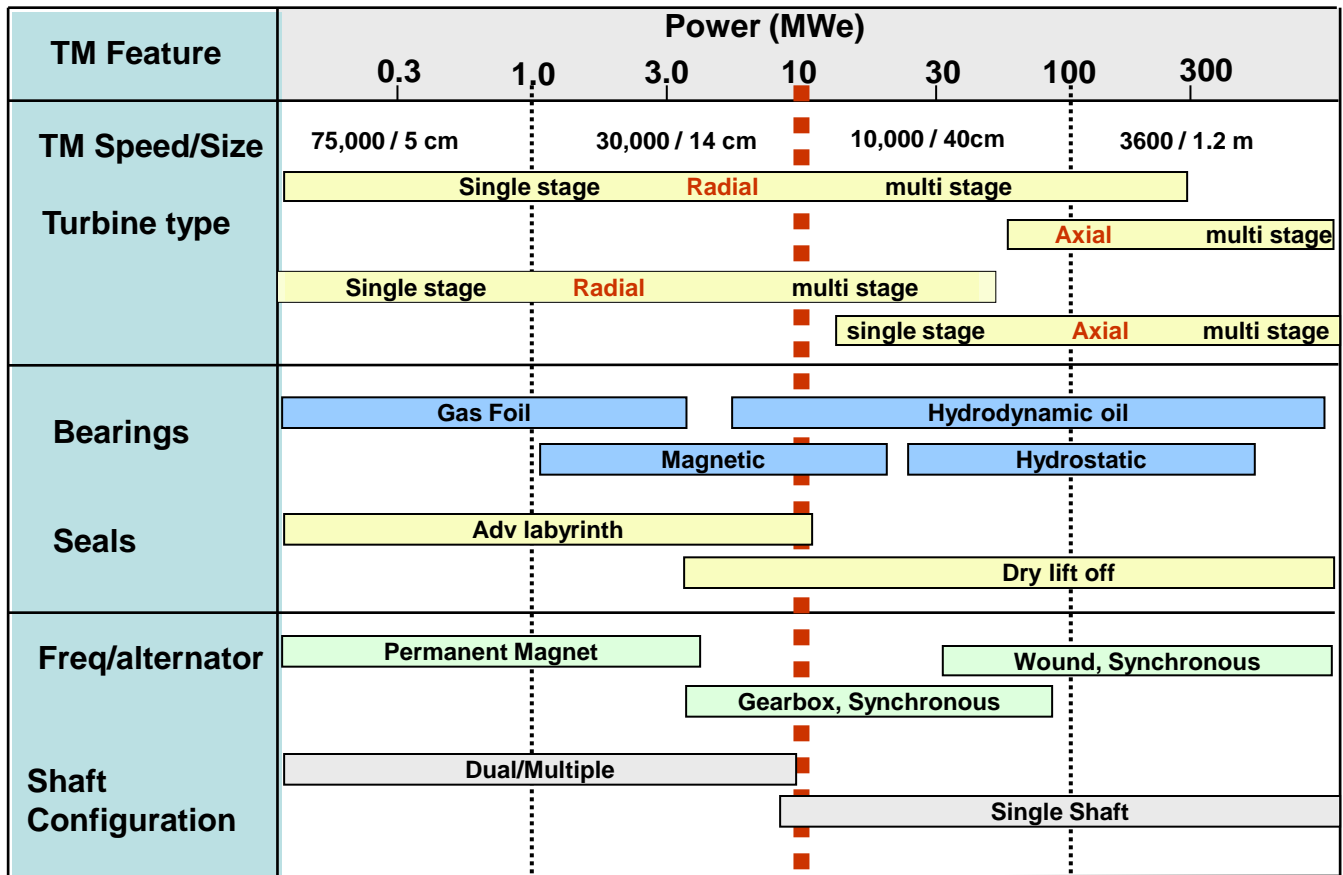 TM Feature
Power (MWe)
0.3 1.0 3.0 10 30 100 300
TM Speed/Size
75,000 / 5 cm 30,000 / 14 cm 10,000 / 40cm 3600 / 1.2 m
Single stage Radial multi stage
Turbine type
Axial multi stage
Single stage Radial multi stage
single stage Axial multi stage
Bearings
Gas Foil Hydrodynamic oil
Magnetic Hydrostatic
Seals
Adv labyrinth
Dry lift off
Freq/alternator
Permanent Magnet Wound, Synchronous
Gearbox, Synchronous
Shaft
Configuration
Dual/Multiple
Single Shaft